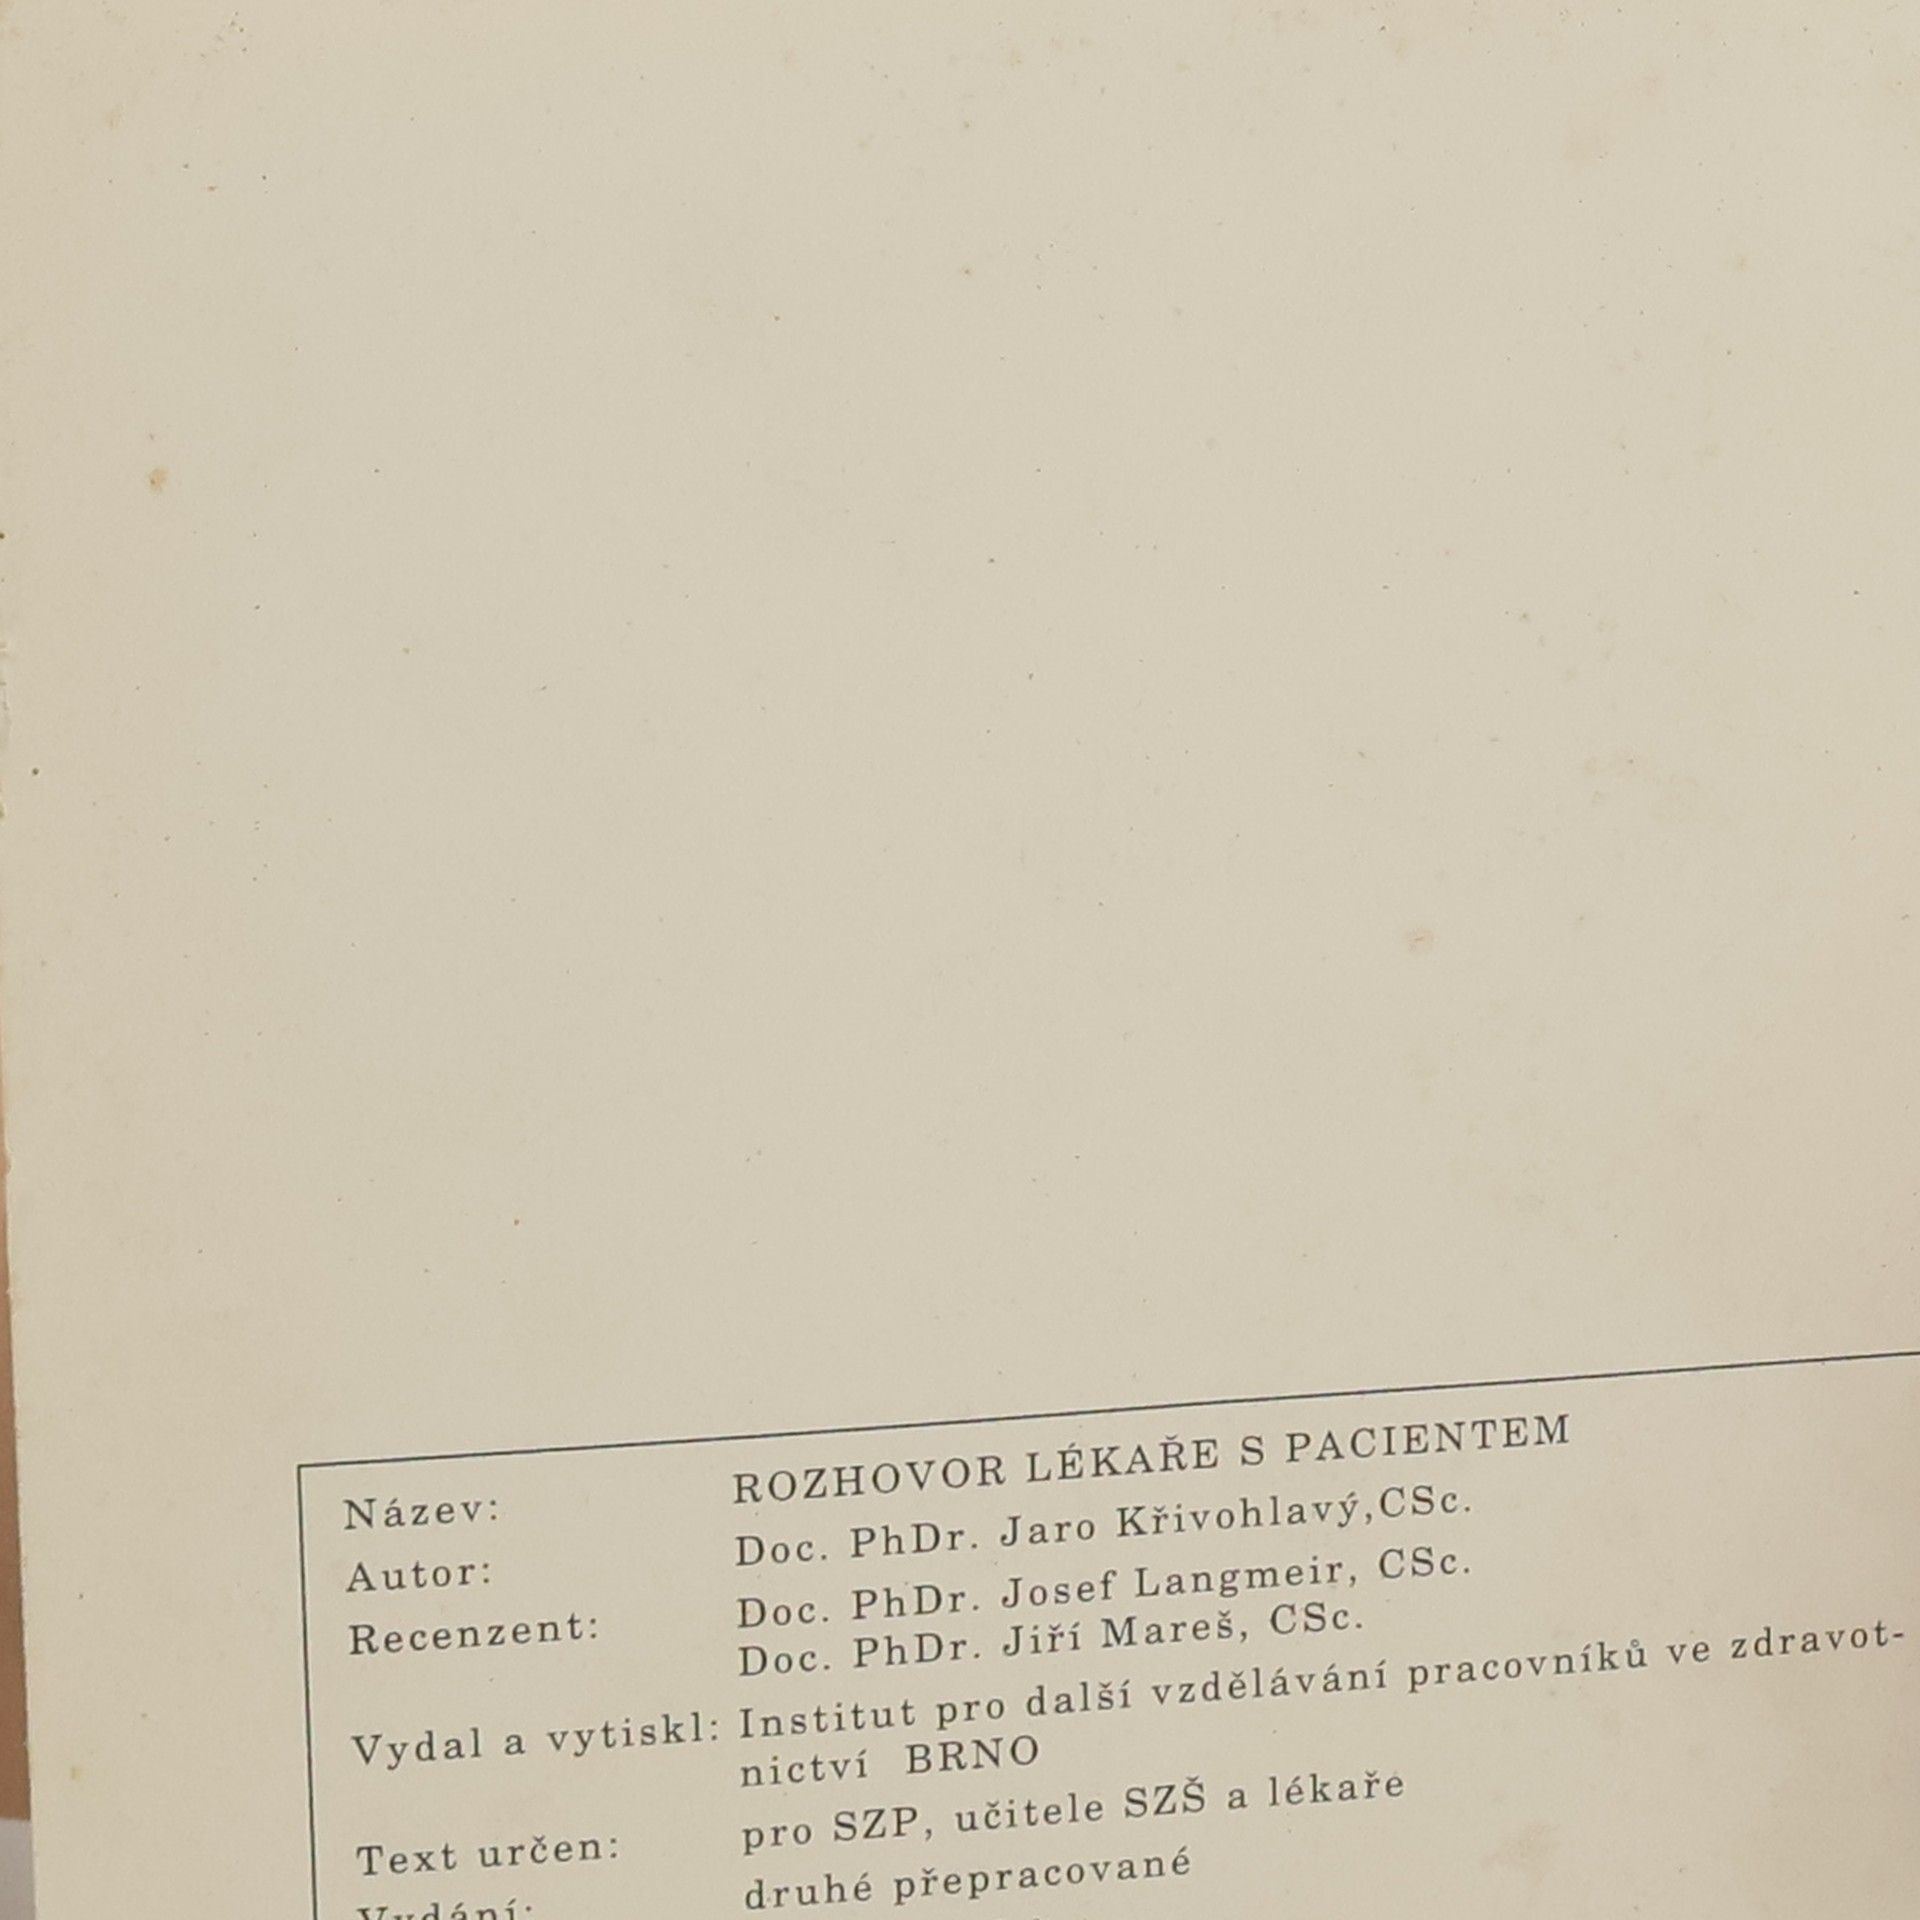 Název: ROZHOVOR LÉKAŘE S PACIENTEM
Autor: Doc. PhDr. Jaro Křivohlavý,CSc.
Recenzent: Doc. PhDr. Josef Langmeir, CSc.
Doc. PhDr. Jiří Mareš, CSc.
Vydal a vytiskl: Institut pro další vzdělávání pracovníků ve zdravot-
nictví BRNO
Text určen: pro SZP, učitele SZŠ a lékaře
Vydání: druhé přepracované